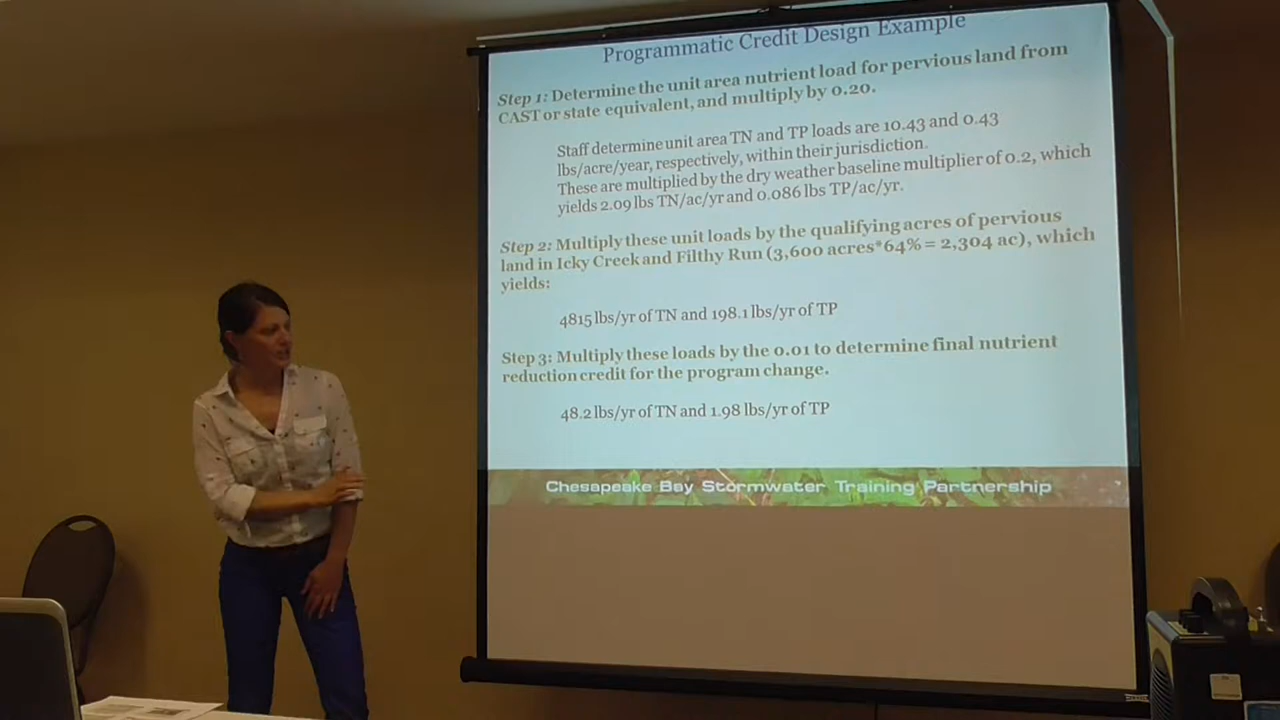 Programmatic Credit Design Example
Step 1: Determine the unit area nutrient load for pervious land from
CAST or state equivalent, and multiply by 0.20.
Staff determine unit area TN and TP loads are 10.43 and 0.43
lbs/acre/year, respectively, within their jurisdiction.
These are multiplied by the dry weather baseline multiplier of 0.2, which
yields 2.09 lbs TN/ac/yr and 0.086 lbs TP/ac/yr.
Step 2: Multiply these unit loads by the qualifying acres of pervious
land in Icky Creek and Filthy Run (3,600 acres*64% = 2,304 ac), which
yields:
4815 lbs/yr of TN and 198.1 lbs/yr of TP
Step 3: Multiply these loads by the 0.01 to determine final nutrient
reduction credit for the program change.
48.2 lbs/yr of TN and 1.98 lbs/yr of TP
Chesapeake Bay Stormwater Training Partnership